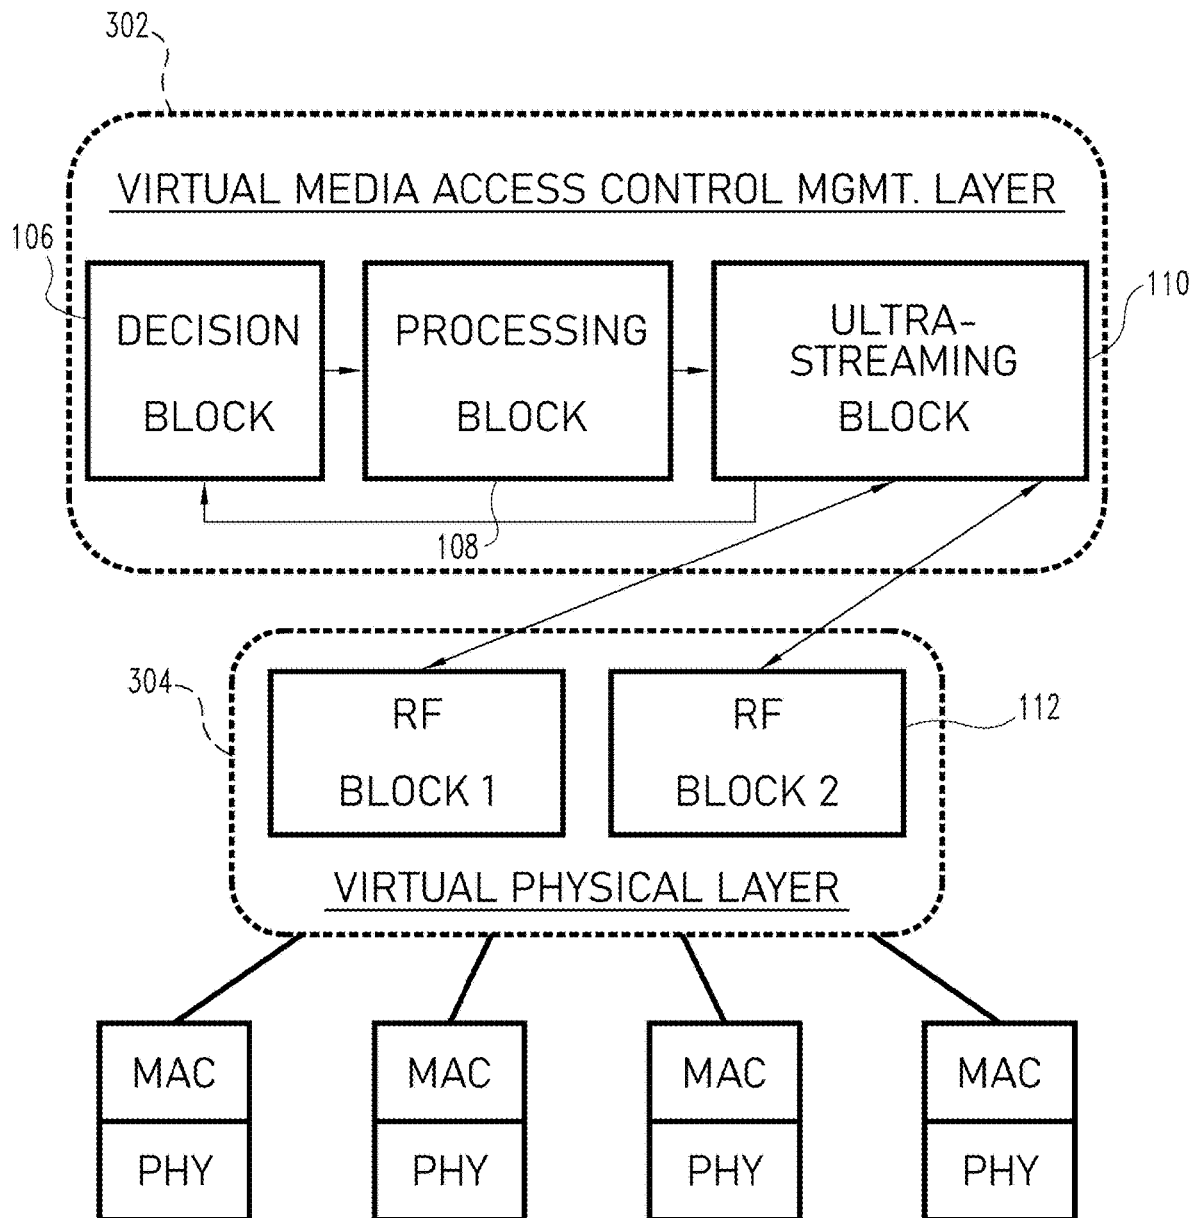 302
VIRTUAL MEDIA ACCESS CONTROL MGMT. LAYER
106
DECISION
BLOCK
PROCESSING
BLOCK
ULTRA-
STREAMING
BLOCK
110
108
304
RF
BLOCK 1
RF
BLOCK 2
112
VIRTUAL PHYSICAL LAYER
MAC
PHY
MAC
PHY
MAC
PHY
MAC
PHY